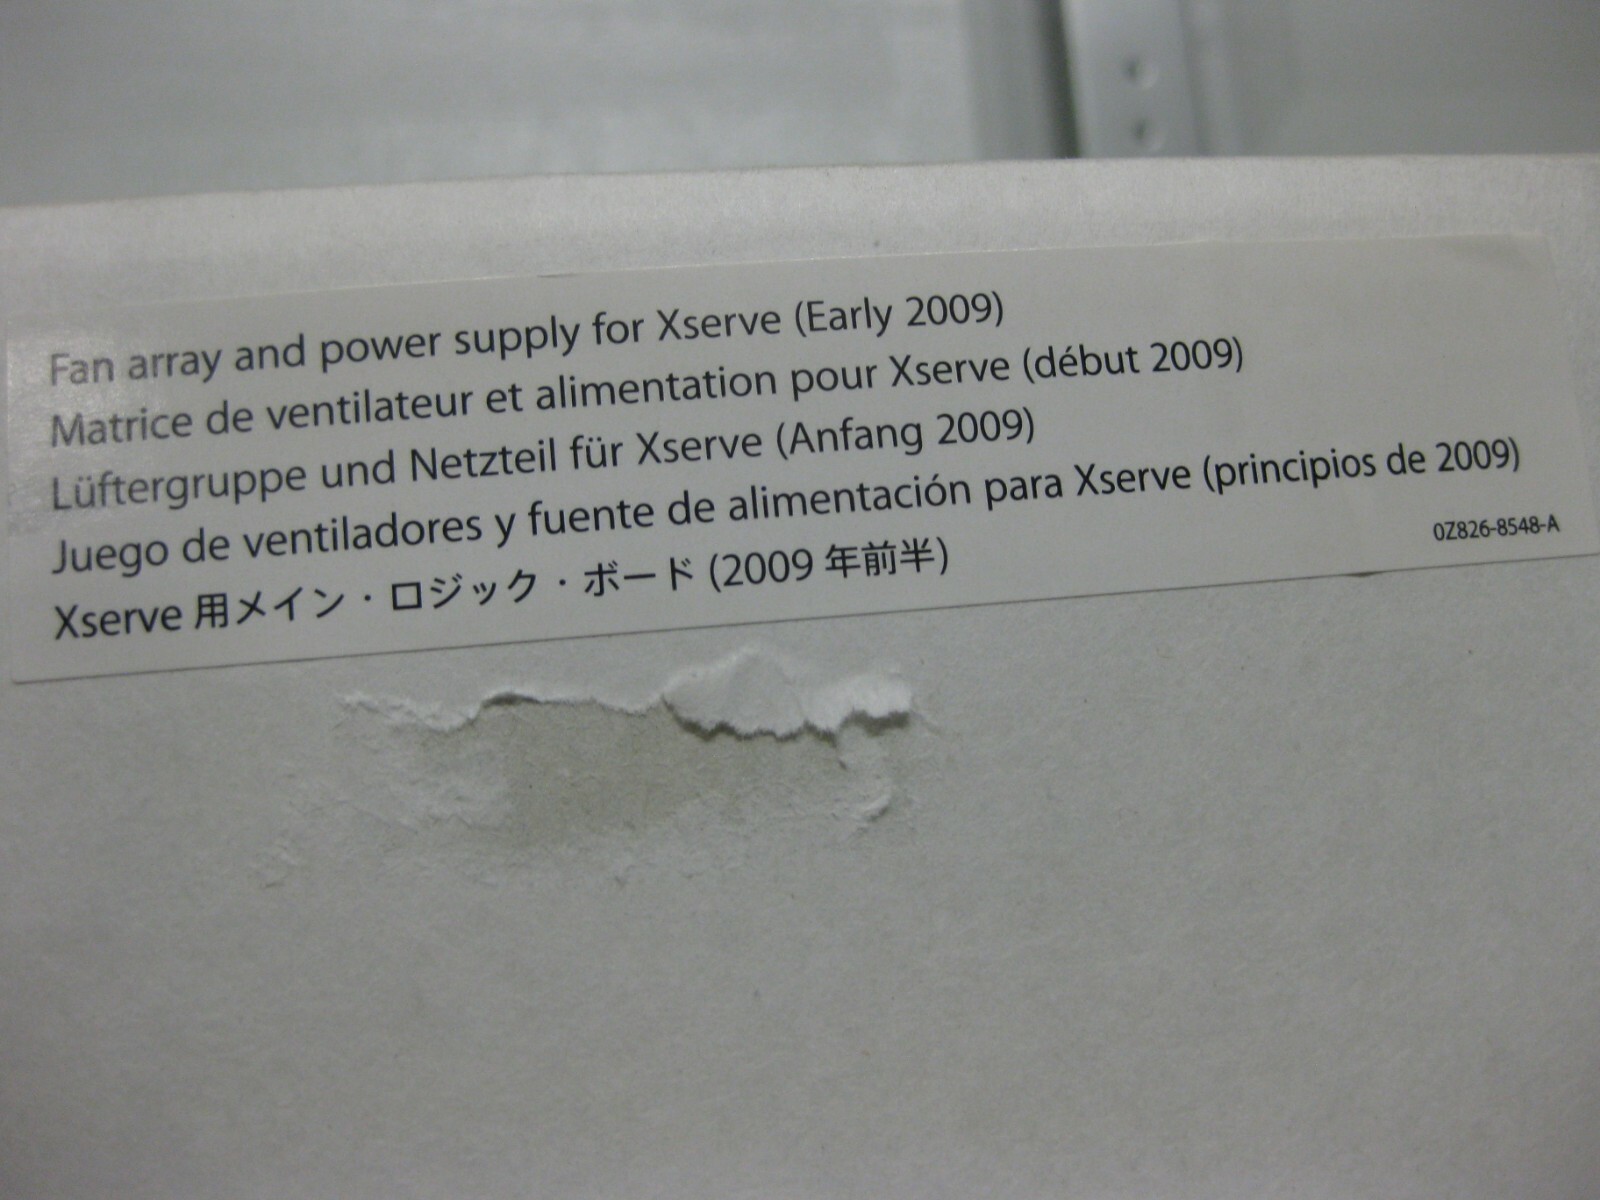 Fan array and power supply for Xserve (Early 2009)
Matrice de ventilateur et alimentation pour Xserve (début 2009)
Lüftergruppe und Netzteil für Xserve (Anfang 2009)
Juego de ventiladores y fuente de alimentación para Xserve (principios de 2009)
Xserve 用メイン・ロジック・ボード (2009 年前半)
0Z826-8548-A